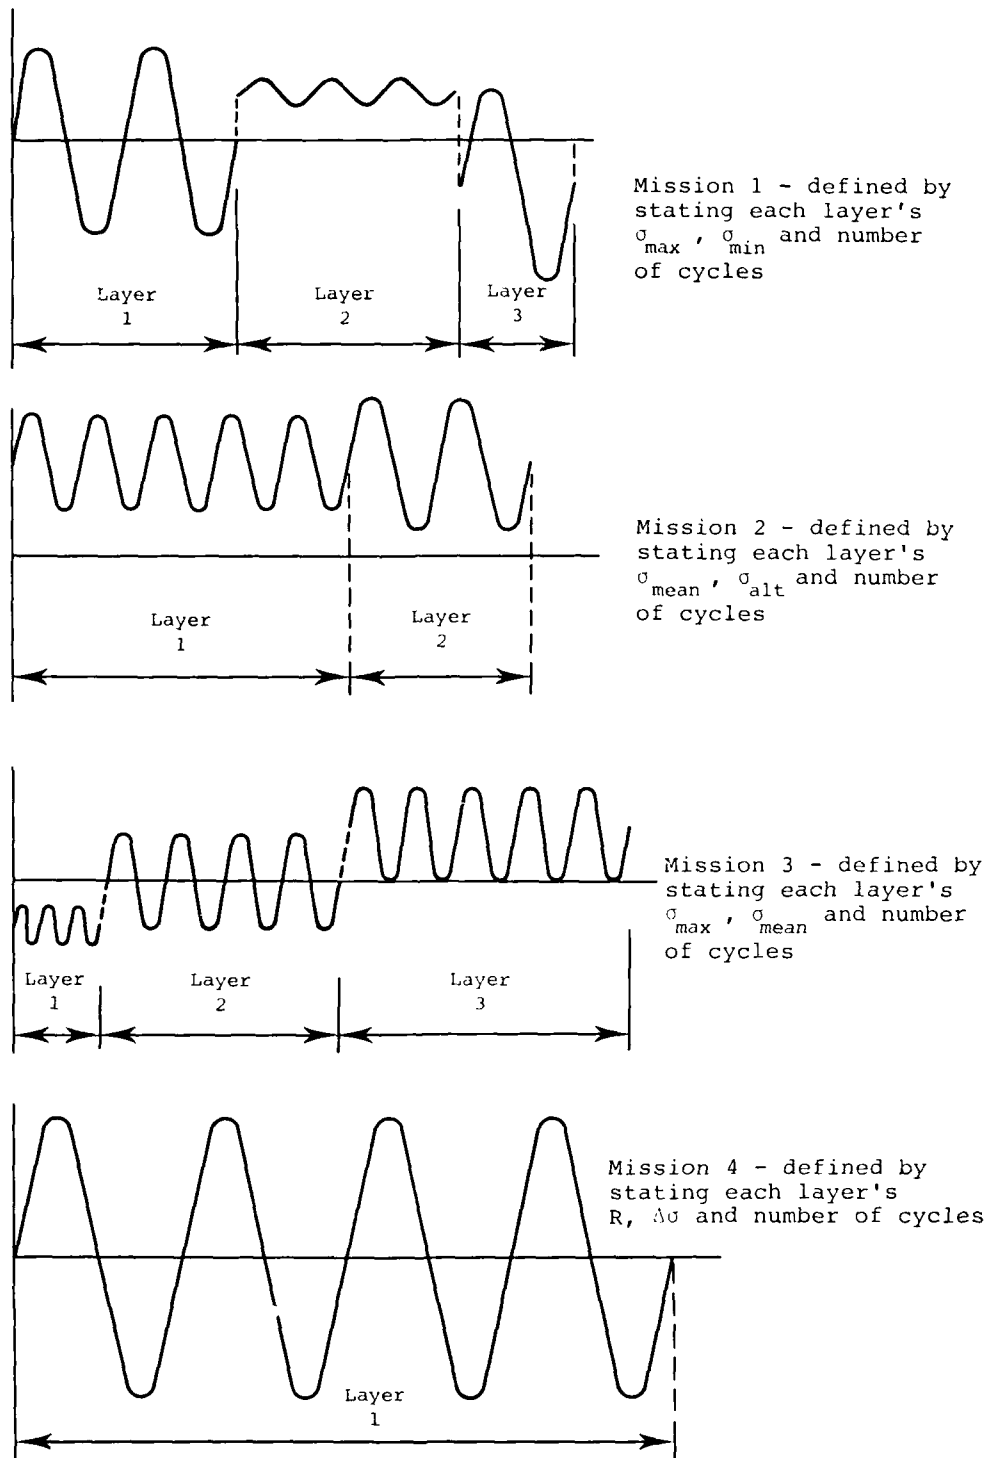 Mission 1 - defined by
stating each layer's
σmax , σmin and number
of cycles
Layer
1
Layer
2
Layer
3
Mission 2 - defined by
stating each layer's
σmean , σalt and number
of cycles
Layer
1
Layer
2
Mission 3 - defined by
stating each layer's
σmax , σmean and number
of cycles
Layer
1
Layer
2
Layer
3
Mission 4 - defined by
stating each layer's
R, Δσ and number of cycles
Layer
1